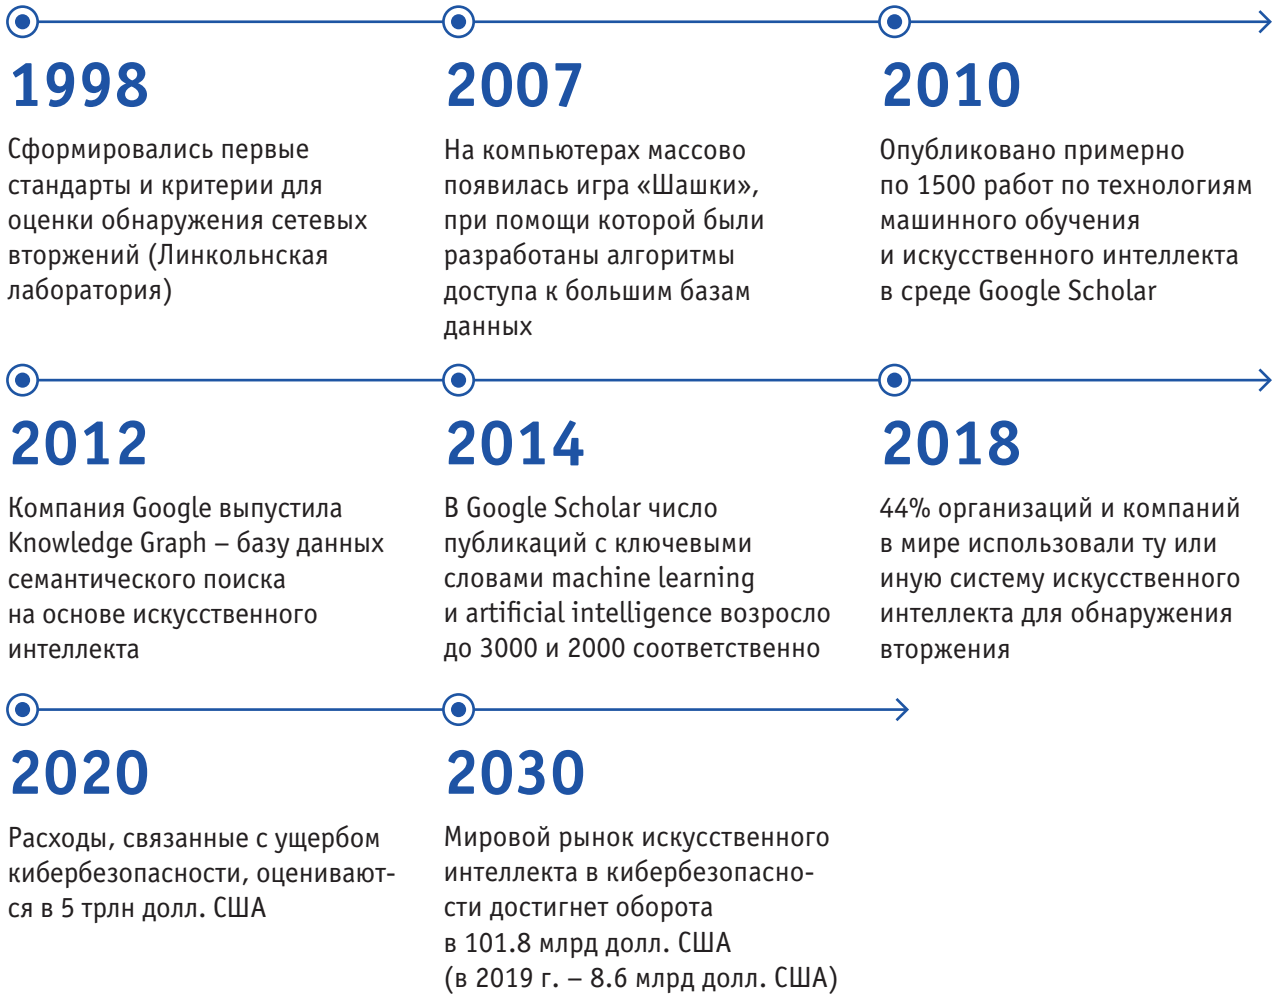 1998
Сформировались первые
стандарты и критерии для
оценки обнаружения сетевых
вторжений (Линкольнская
лаборатория)
2007
На компьютерах массово
появилась игра «Шашки»,
при помощи которой были
разработаны алгоритмы
доступа к большим базам
данных
2010
Опубликовано примерно
по 1500 работ по технологиям
машинного обучения
и искусственного интеллекта
в среде Google Scholar
2012
Компания Google выпустила
Knowledge Graph – базу данных
семантического поиска
на основе искусственного
интеллекта
2014
В Google Scholar число
публикаций с ключевыми
словами machine learning
и artificial intelligence возросло
до 3000 и 2000 соответственно
2018
44% организаций и компаний
в мире использовали ту или
иную систему искусственного
интеллекта для обнаружения
вторжения
2020
Расходы, связанные с ущербом
кибербезопасности, оценивают-
ся в 5 трлн долл. США
2030
Мировой рынок искусственного
интеллекта в кибербезопасно-
сти достигнет оборота
в 101.8 млрд долл. США
(в 2019 г. – 8.6 млрд долл. США)